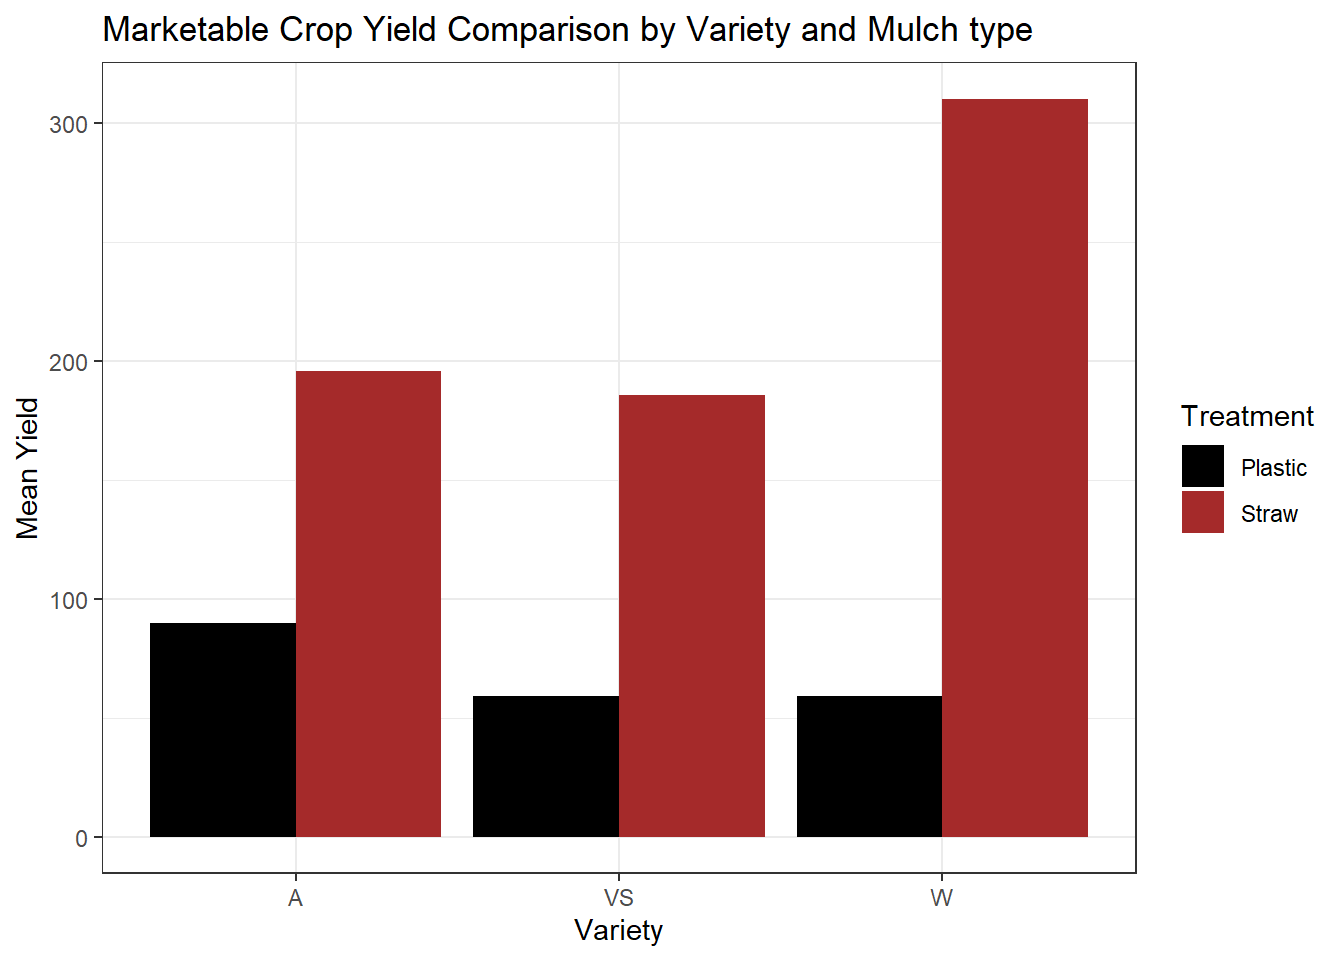 Marketable Crop Yield Comparison by Variety and Mulch type
300
200
100
0
Mean Yield
A
VS
W
Variety
Treatment
Plastic
Straw